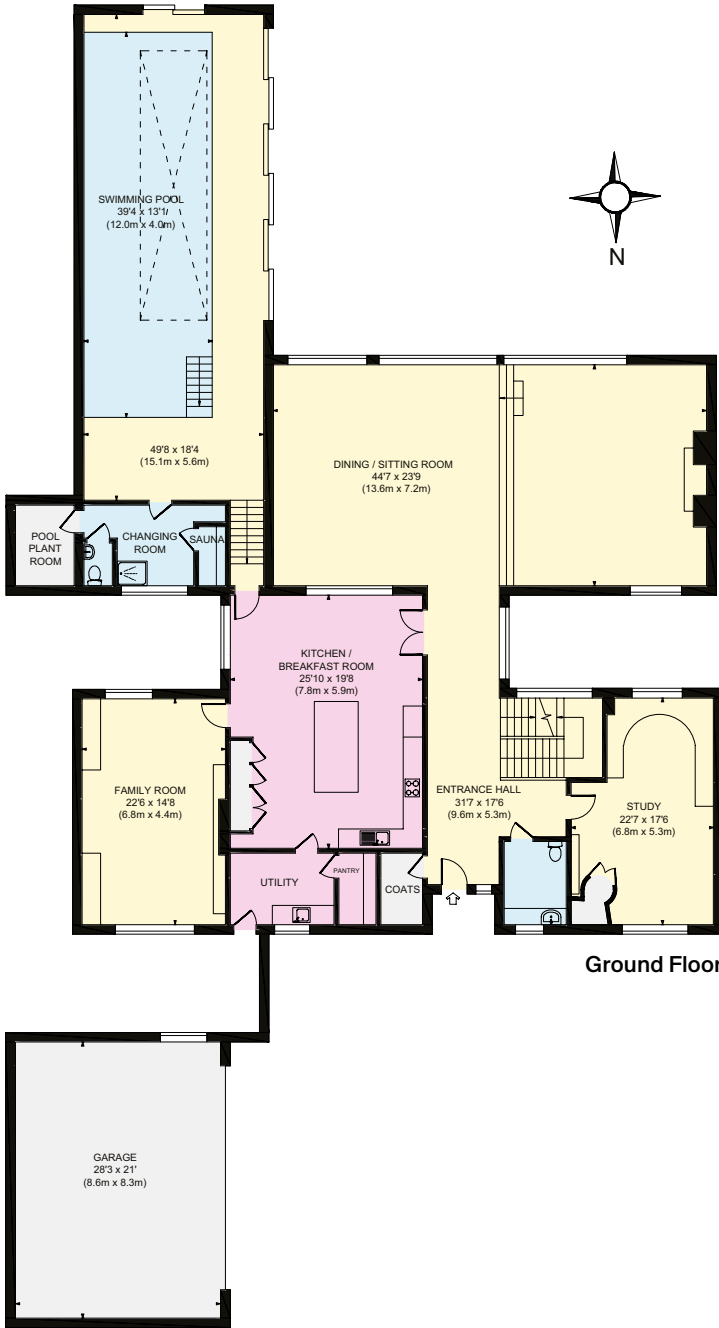 SWIMMING POOL
39'4 x 13'1
(12.0m x 4.0m)
N
49'8 x 18'4
(15.1m x 5.6m)
DINING / SITTING ROOM
44'7 x 23'9
(13.6m x 7.2m)
POOL
PLANT
ROOM
CHANGING
ROOM
SAUNA
KITCHEN /
BREAKFAST ROOM
25'10 x 19'8
(7.8m x 5.9m)
FAMILY ROOM
22'6 x 14'8
(6.8m x 4.4m)
ENTRANCE HALL
31'7 x 17'6
(9.6m x 5.3m)
STUDY
22'7 x 17'6
(6.8m x 5.3m)
UTILITY
PANTRY
COATS
Ground Floor
GARAGE
28'3 x 21'
(8.6m x 8.3m)